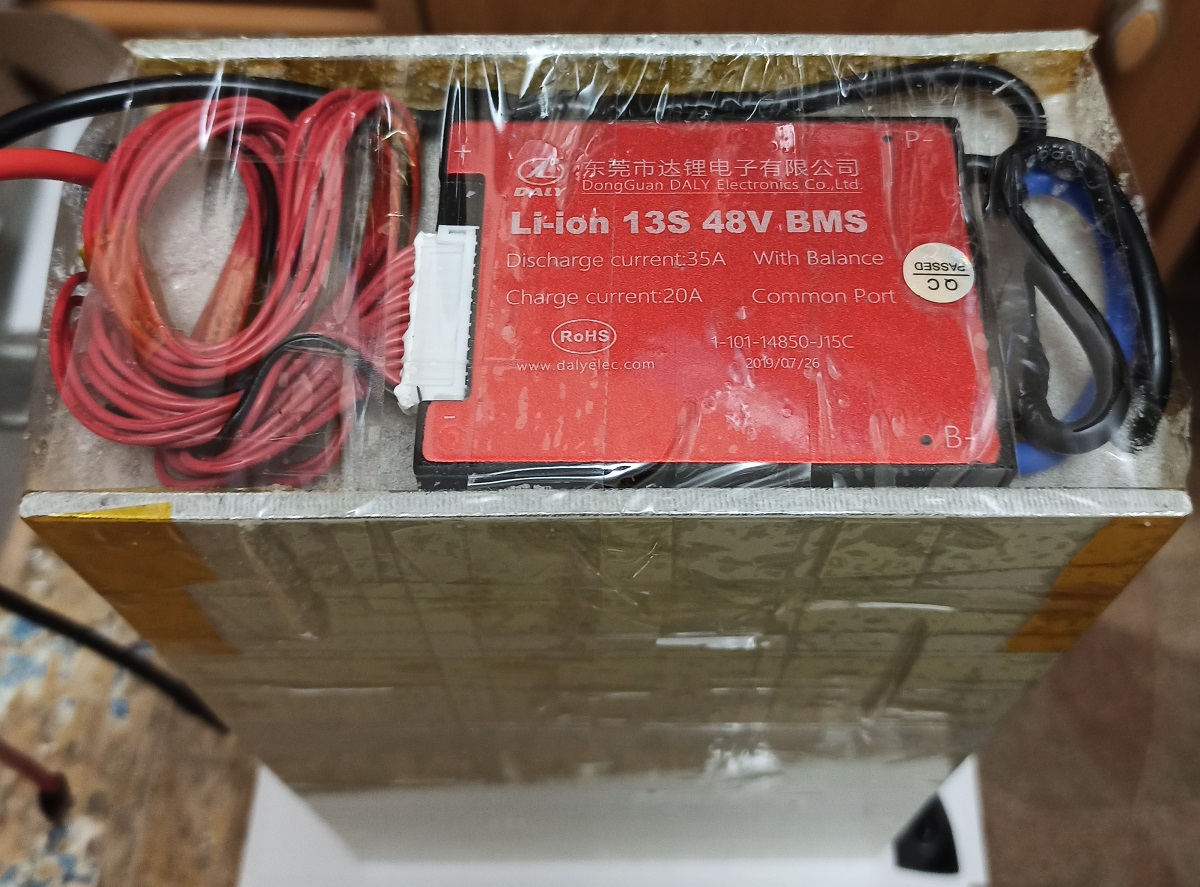 +
P-
DALY
东莞市达锂电子有限公司
DongGuan DALY Electronics Co.,Ltd.
Li-ion 13S 48V BMS
Discharge current:35A With Balance
Charge current:20A Common Port
QC
PASSED
RoHS
1-101-14850-J15C
www.dalyelec.com
2019/07/26
B-